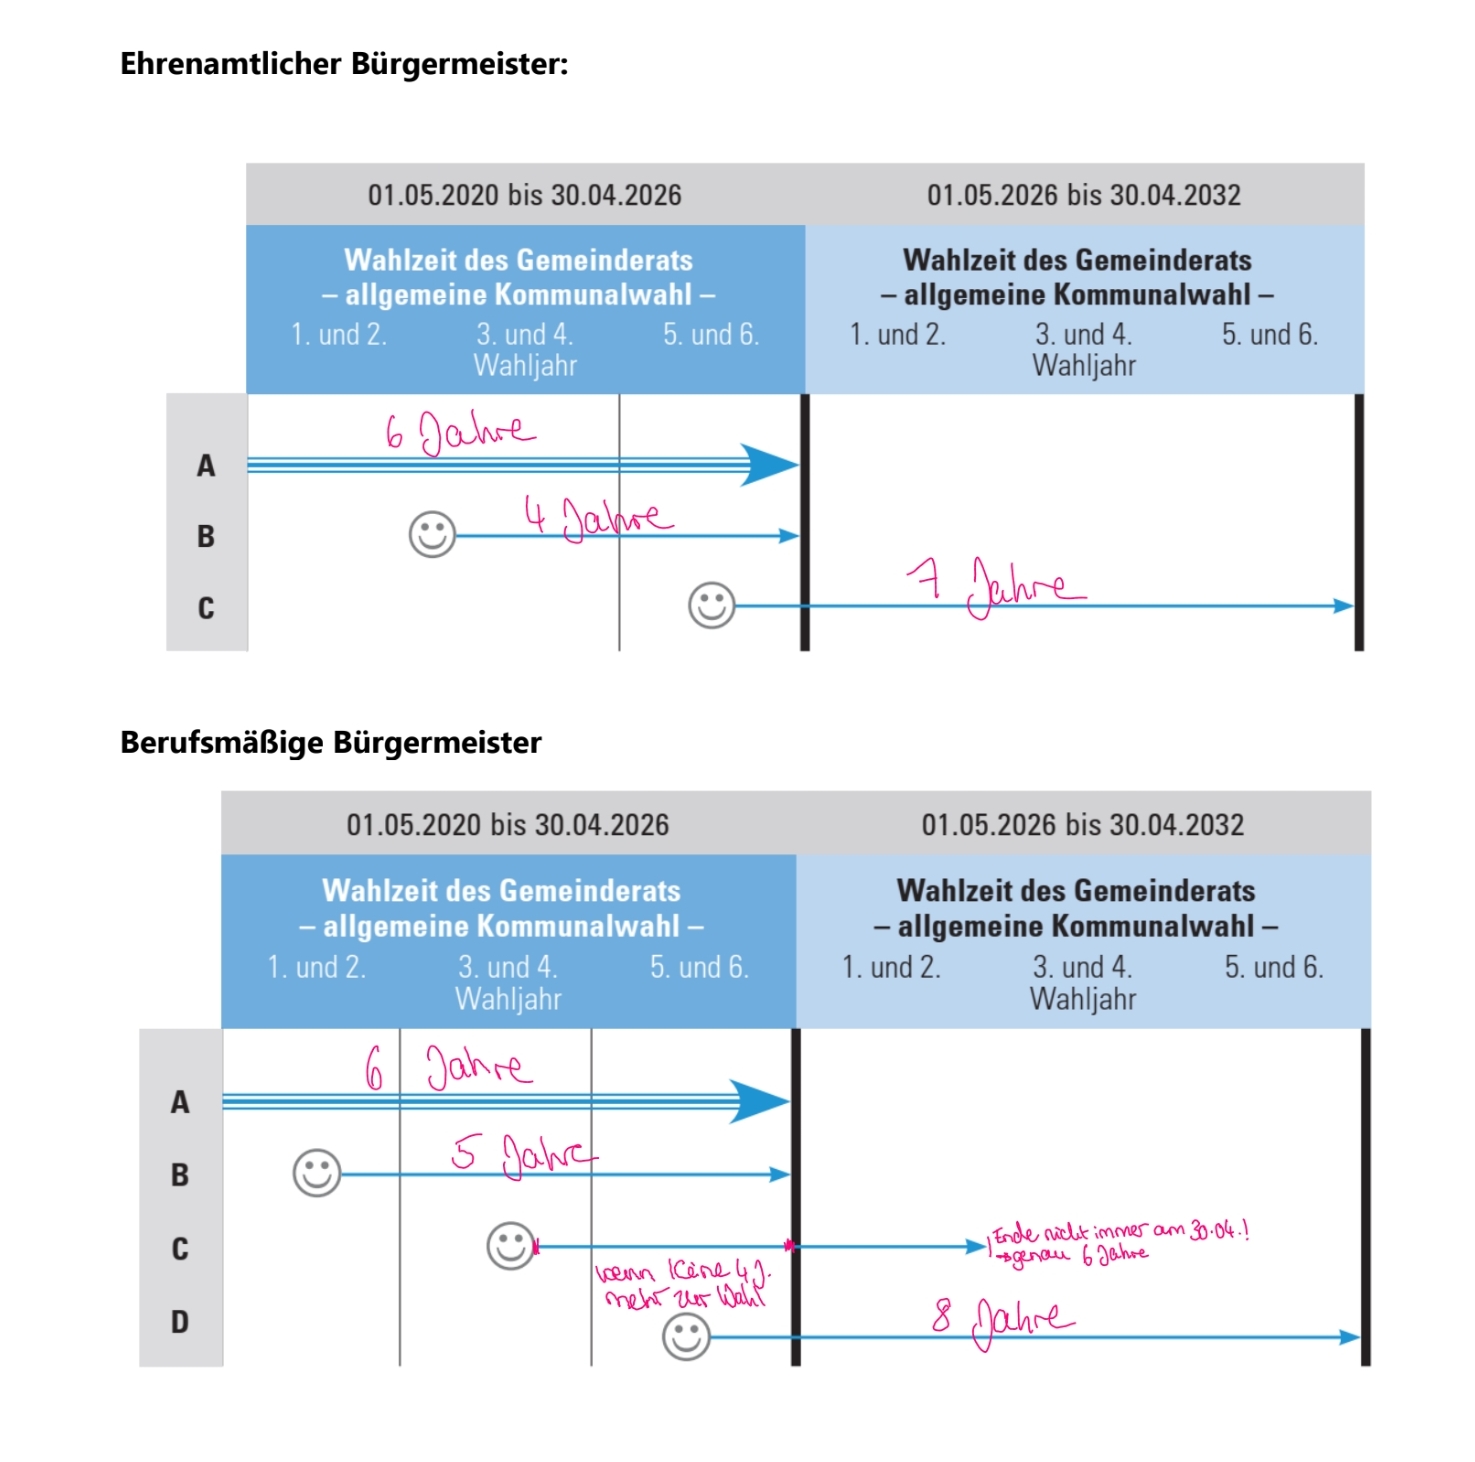 Ehrenamtlicher Bürgermeister:
01.05.2020 bis 30.04.2026
01.05.2026 bis 30.04.2032
Wahlzeit des Gemeinderats
– allgemeine Kommunalwahl –
1. und 2. 3. und 4. 5. und 6.
Wahljahr
Wahlzeit des Gemeinderats
– allgemeine Kommunalwahl –
1. und 2. 3. und 4. 5. und 6.
Wahljahr
6 Jahre
A
4 Jahre
B
7 Jahre
C
Berufsmäßige Bürgermeister
01.05.2020 bis 30.04.2026
01.05.2026 bis 30.04.2032
Wahlzeit des Gemeinderats
– allgemeine Kommunalwahl –
1. und 2. 3. und 4. 5. und 6.
Wahljahr
Wahlzeit des Gemeinderats
– allgemeine Kommunalwahl –
1. und 2. 3. und 4. 5. und 6.
Wahljahr
6 Jahre
A
5 Jahre
B
C
Ende nicht immer am 30.04.!
→genau 6 Jahre
wenn Keine 4 J.
mehr zur Wahl
8 Jahre
D